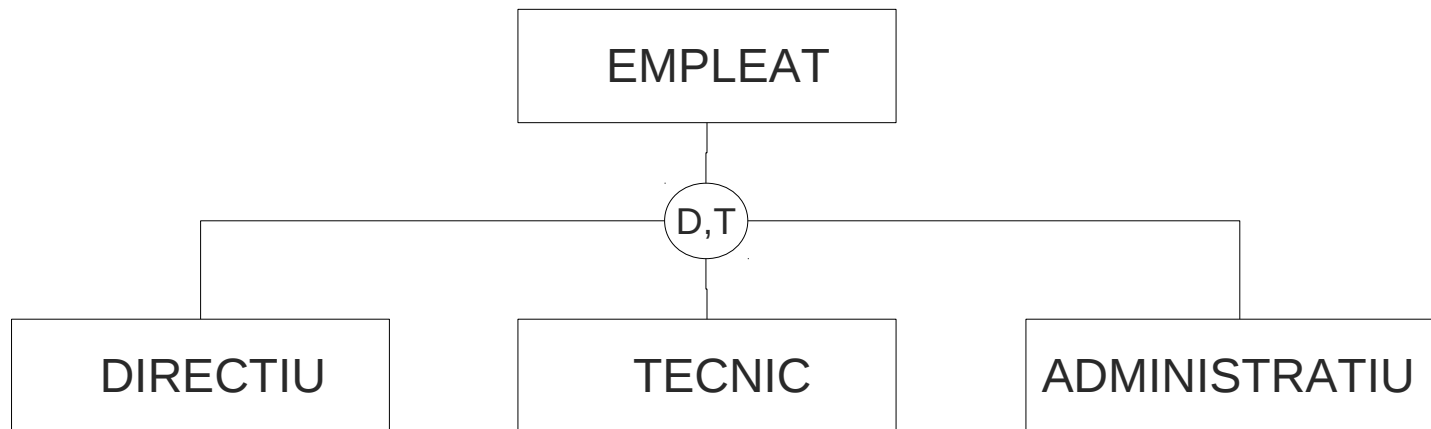 EMPLEAT
D,T
DIRECTIU
TECNIC
ADMINISTRATIU